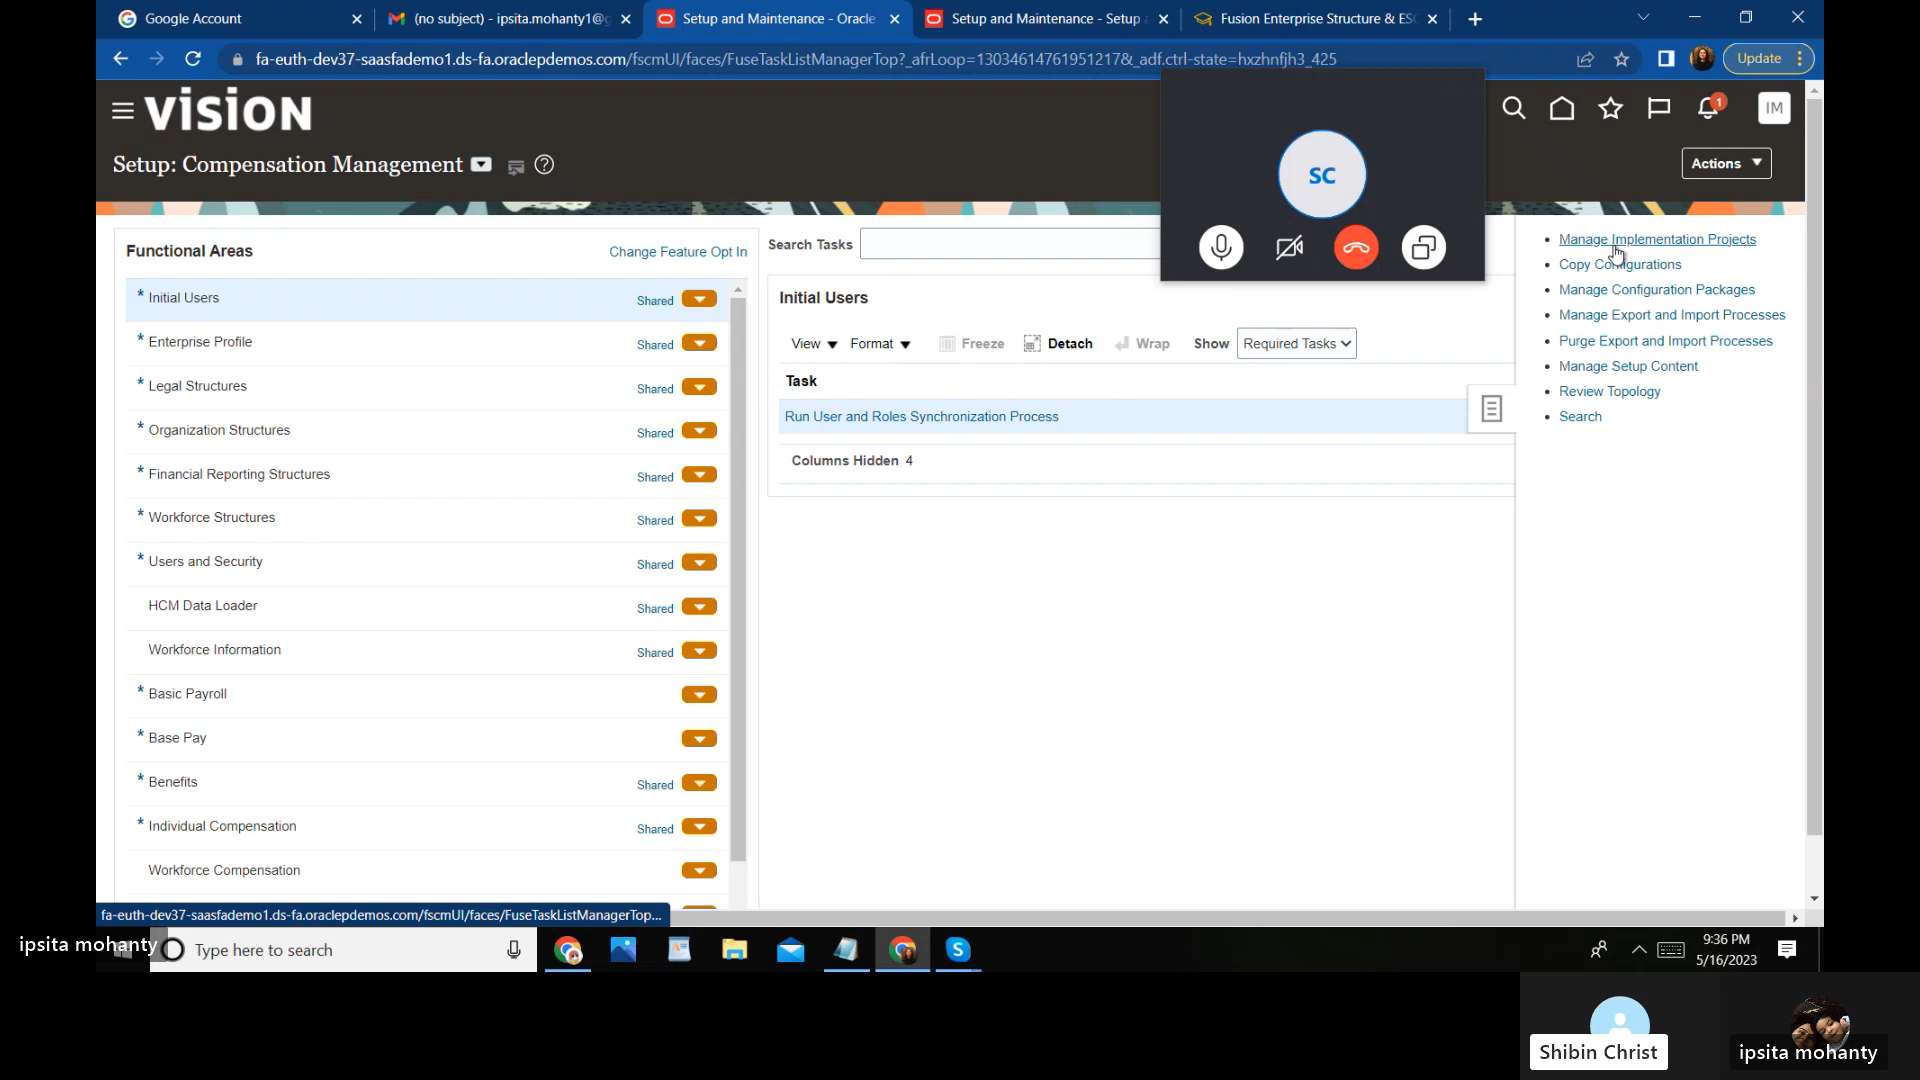 Google Account
(no subject) - ipsita.mohanty1@g
Setup and Maintenance - Oracle
Setup and Maintenance - Setup a
Fusion Enterprise Structure & ESC
fa-euth-dev37-saasfademo1.ds-fa.oraclepdemos.com/fscmUI/faces/FuseTaskListManagerTop?_afrLoop=13034614761951217&_adf.ctrl-state=hxzhnfjh3_425
Update
VISION
1
IM
Setup: Compensation Management
Actions
SC
Functional Areas
Change Feature Opt In
* Initial Users Shared
* Enterprise Profile Shared
* Legal Structures Shared
* Organization Structures Shared
* Financial Reporting Structures Shared
* Workforce Structures Shared
* Users and Security Shared
HCM Data Loader Shared
Workforce Information Shared
* Basic Payroll
* Base Pay
* Benefits Shared
* Individual Compensation Shared
Workforce Compensation
Search Tasks
Initial Users
View Format Freeze Detach Wrap Show Required Tasks
Task
Run User and Roles Synchronization Process
Columns Hidden 4
• Manage Implementation Projects
• Copy Configurations
• Manage Configuration Packages
• Manage Export and Import Processes
• Purge Export and Import Processes
• Manage Setup Content
• Review Topology
• Search
fa-euth-dev37-saasfademo1.ds-fa.oraclepdemos.com/fscmUI/faces/FuseTaskListManagerTop...
ipsita mohanty
Type here to search
9:36 PM
5/16/2023
Shibin Christ
ipsita mohanty